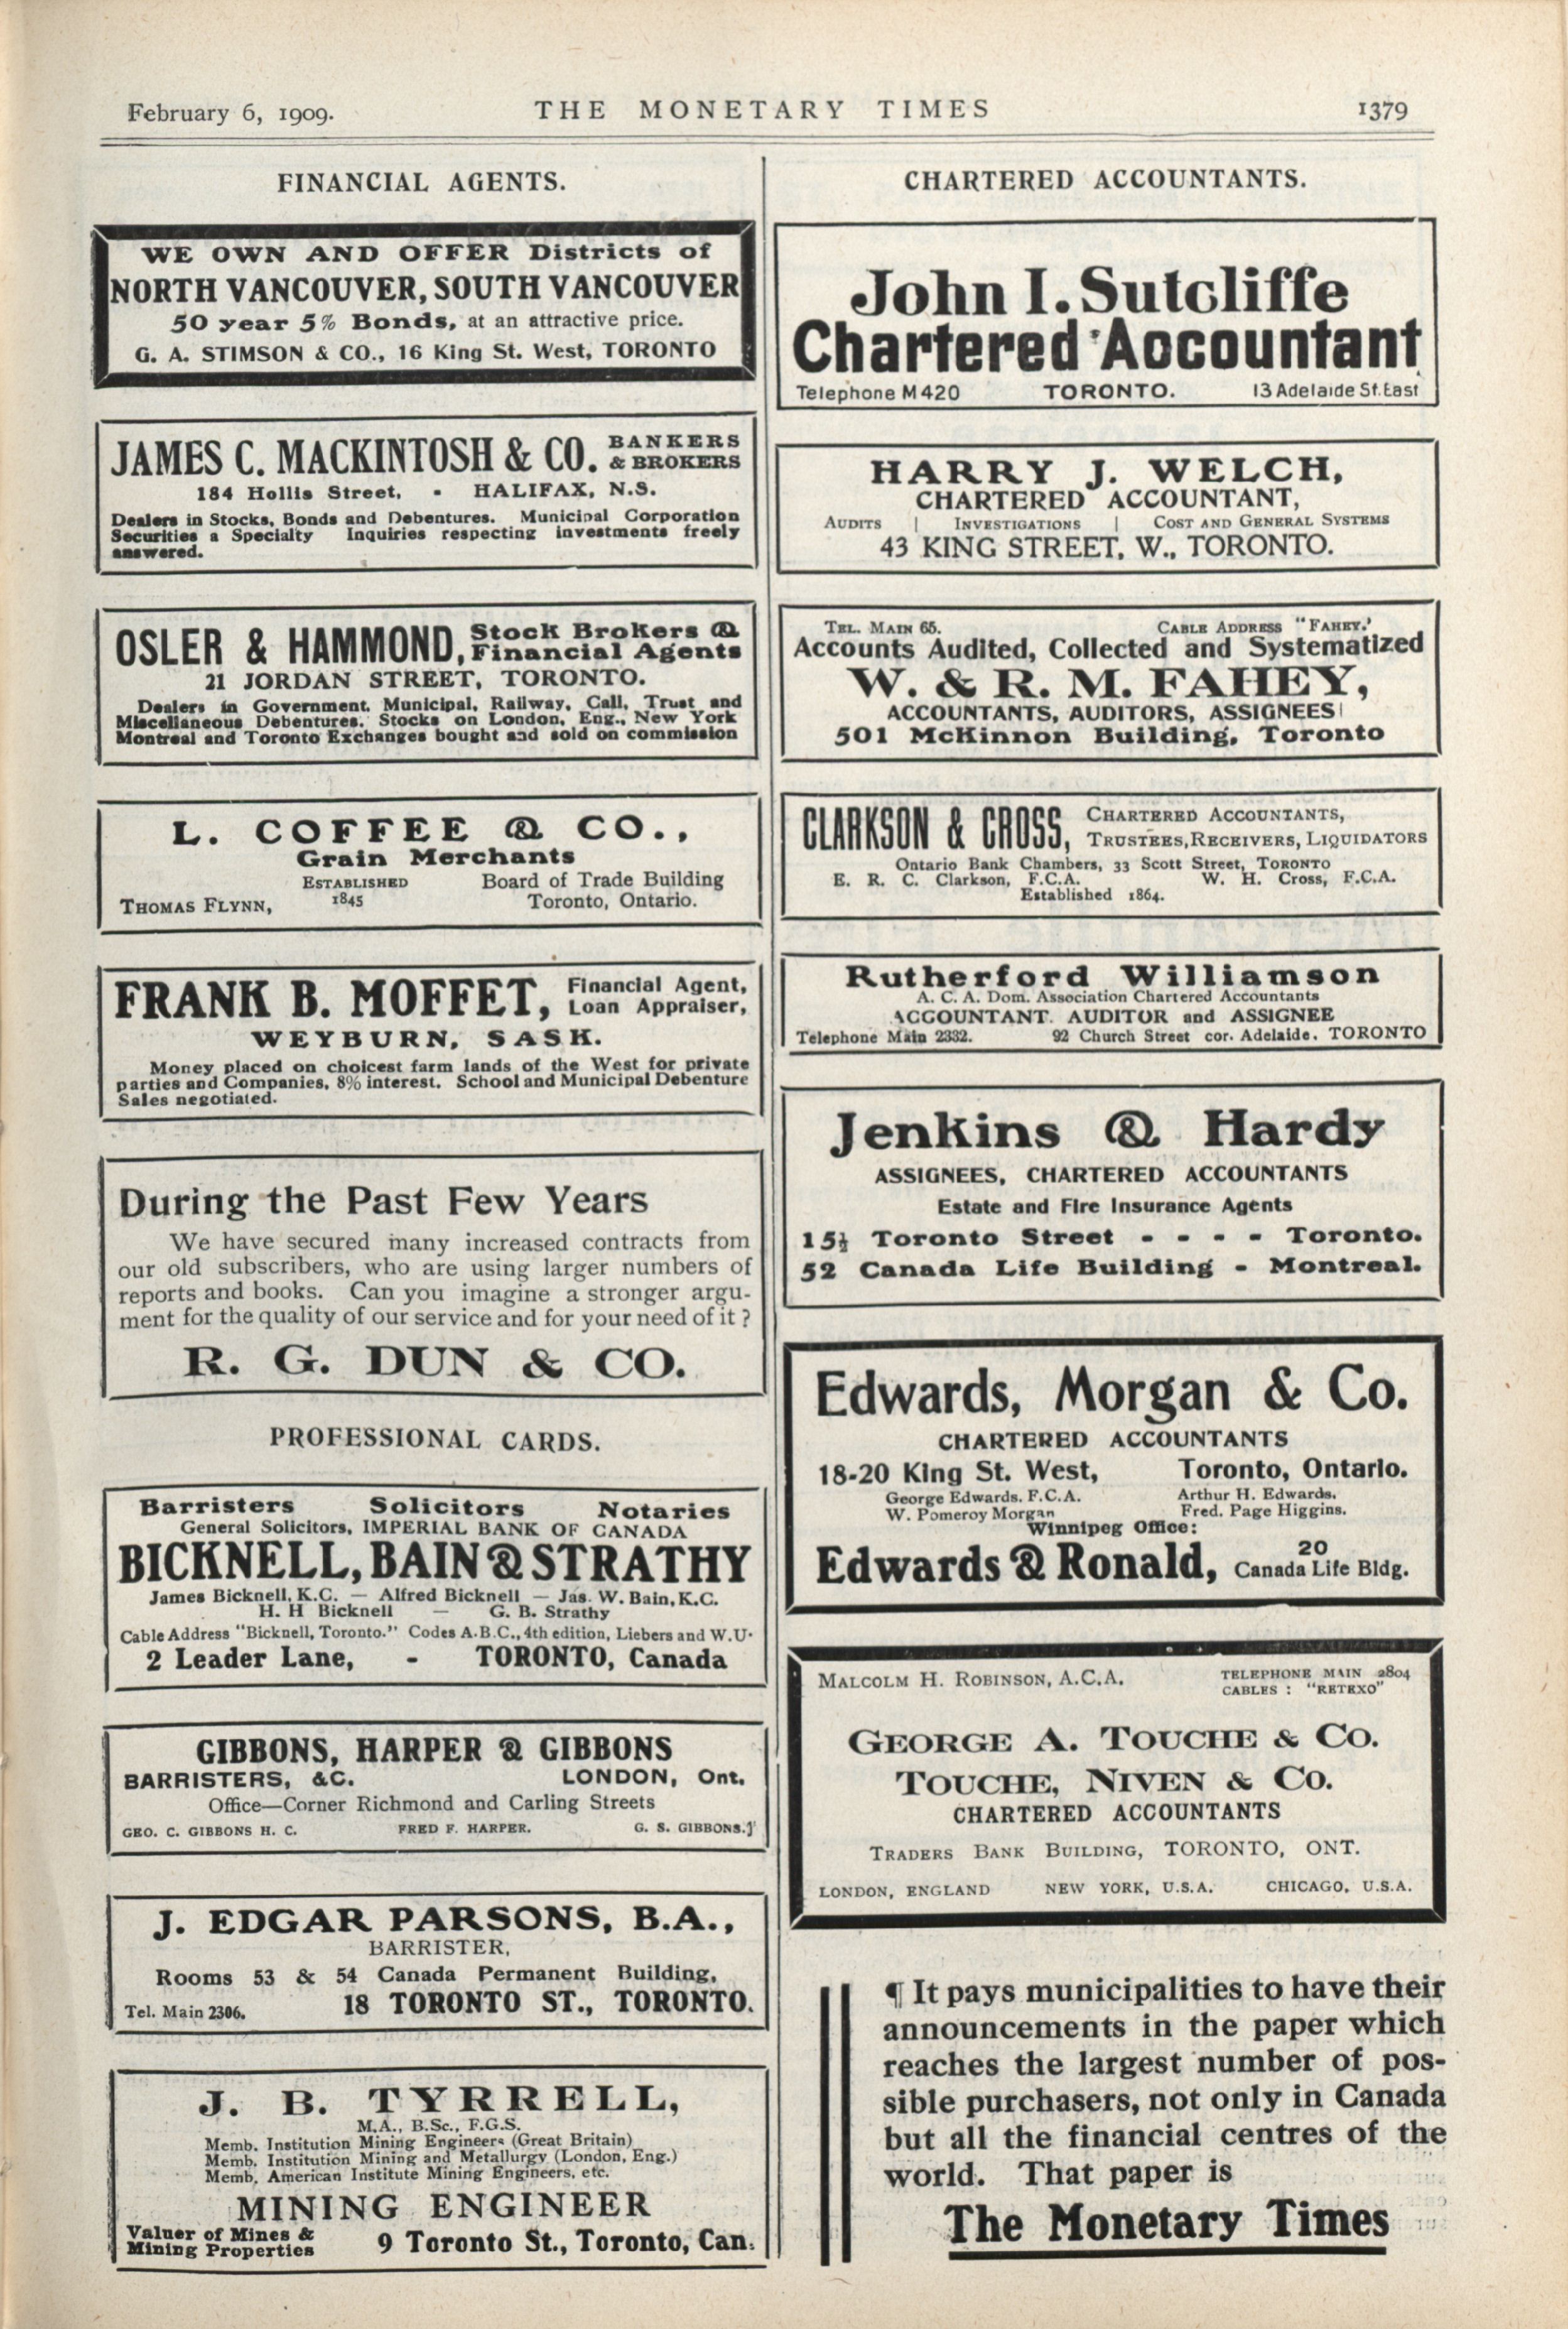 February 6, 1909.
THE MONETARY TIMES
1379
FINANCIAL AGENTS.
WE OWN AND OFFER Districts of
NORTH VANCOUVER, SOUTH VANCOUVER
50 year 5% Bonds, at an attractive price.
G. A. STIMSON & CO., 16 King St. West, TORONTO
JAMES C. MACKINTOSH & CO. BANKERS & BROKERS
184 Hollis Street, - HALIFAX, N.S.
Dealers in Stocks, Bonds and Debentures. Municipal Corporation
Securities a Specialty Inquiries respecting investments freely
answered.
OSLER & HAMMOND, Stock Brokers & Financial Agents
21 JORDAN STREET, TORONTO.
Dealers in Government, Municipal, Railway, Call, Trust and
Miscellaneous Debentures. Stocks on London, Eng., New York
Montreal and Toronto Exchanges bought and sold on commission
L. COFFEE & CO.,
Grain Merchants
ESTABLISHED 1845
Board of Trade Building
THOMAS FLYNN,
Toronto, Ontario.
FRANK B. MOFFET, Financial Agent, Loan Appraiser,
WEYBURN, SASK.
Money placed on choicest farm lands of the West for private
parties and Companies, 8% interest. School and Municipal Debenture
Sales negotiated.
During the Past Few Years
We have secured many increased contracts from
our old subscribers, who are using larger numbers of
reports and books. Can you imagine a stronger argu-
ment for the quality of our service and for your need of it ?
R. G. DUN & CO.
PROFESSIONAL CARDS.
Barristers Solicitors Notaries
General Solicitors, IMPERIAL BANK OF CANADA
BICKNELL, BAIN & STRATHY
James Bicknell, K.C. — Alfred Bicknell — Jas. W. Bain, K.C.
H. H Bicknell — G. B. Strathy
Cable Address "Bicknell, Toronto." Codes A.B.C., 4th edition, Liebers and W.U.
2 Leader Lane, - TORONTO, Canada
GIBBONS, HARPER & GIBBONS
BARRISTERS, &C. LONDON, Ont.
Office—Corner Richmond and Carling Streets
GEO. C. GIBBONS H. C. FRED F. HARPER. G. S. GIBBONS.
J. EDGAR PARSONS, B.A.,
BARRISTER,
Rooms 53 & 54 Canada Permanent Building,
Tel. Main 2306. 18 TORONTO ST., TORONTO.
J. B. TYRRELL,
M.A., B.Sc., F.G.S.
Memb. Institution Mining Engineers (Great Britain)
Memb. Institution Mining and Metallurgy (London, Eng.)
Memb. American Institute Mining Engineers, etc.
MINING ENGINEER
Valuer of Mines & Mining Properties
9 Toronto St., Toronto, Can.
CHARTERED ACCOUNTANTS.
John I. Sutcliffe
Chartered Accountant
Telephone M 420 TORONTO. 13 Adelaide St. East
HARRY J. WELCH,
CHARTERED ACCOUNTANT,
AUDITS | INVESTIGATIONS | COST AND GENERAL SYSTEMS
43 KING STREET, W., TORONTO.
TEL. MAIN 65. CABLE ADDRESS "FAHEY.'
Accounts Audited, Collected and Systematized
W. & R. M. FAHEY,
ACCOUNTANTS, AUDITORS, ASSIGNEES
501 McKinnon Building, Toronto
CLARKSON & CROSS, CHARTERED ACCOUNTANTS,
TRUSTEES, RECEIVERS, LIQUIDATORS
Ontario Bank Chambers, 33 Scott Street, TORONTO
E. R. C. Clarkson, F.C.A. W. H. Cross, F.C.A.
Established 1864.
Rutherford Williamson
A. C. A. Dom. Association Chartered Accountants
ACCOUNTANT. AUDITOR and ASSIGNEE
Telephone Main 2332. 92 Church Street cor. Adelaide. TORONTO
Jenkins & Hardy
ASSIGNEES, CHARTERED ACCOUNTANTS
Estate and Fire Insurance Agents
15½ Toronto Street - - - - Toronto.
52 Canada Life Building - Montreal.
Edwards, Morgan & Co.
CHARTERED ACCOUNTANTS
18-20 King St. West, Toronto, Ontario.
George Edwards. F.C.A. Arthur H. Edwards.
W. Pomeroy Morgan Fred. Page Higgins.
Winnipeg Office:
Edwards & Ronald, 20 Canada Life Bldg.
MALCOLM H. ROBINSON, A.C.A. TELEPHONE MAIN 2804
CABLES : "RETEXO"
GEORGE A. TOUCHE & CO.
TOUCHE, NIVEN & CO.
CHARTERED ACCOUNTANTS
TRADERS BANK BUILDING, TORONTO, ONT.
LONDON, ENGLAND NEW YORK, U.S.A. CHICAGO, U.S.A.
¶ It pays municipalities to have their
announcements in the paper which
reaches the largest number of pos-
sible purchasers, not only in Canada
but all the financial centres of the
world. That paper is
The Monetary Times